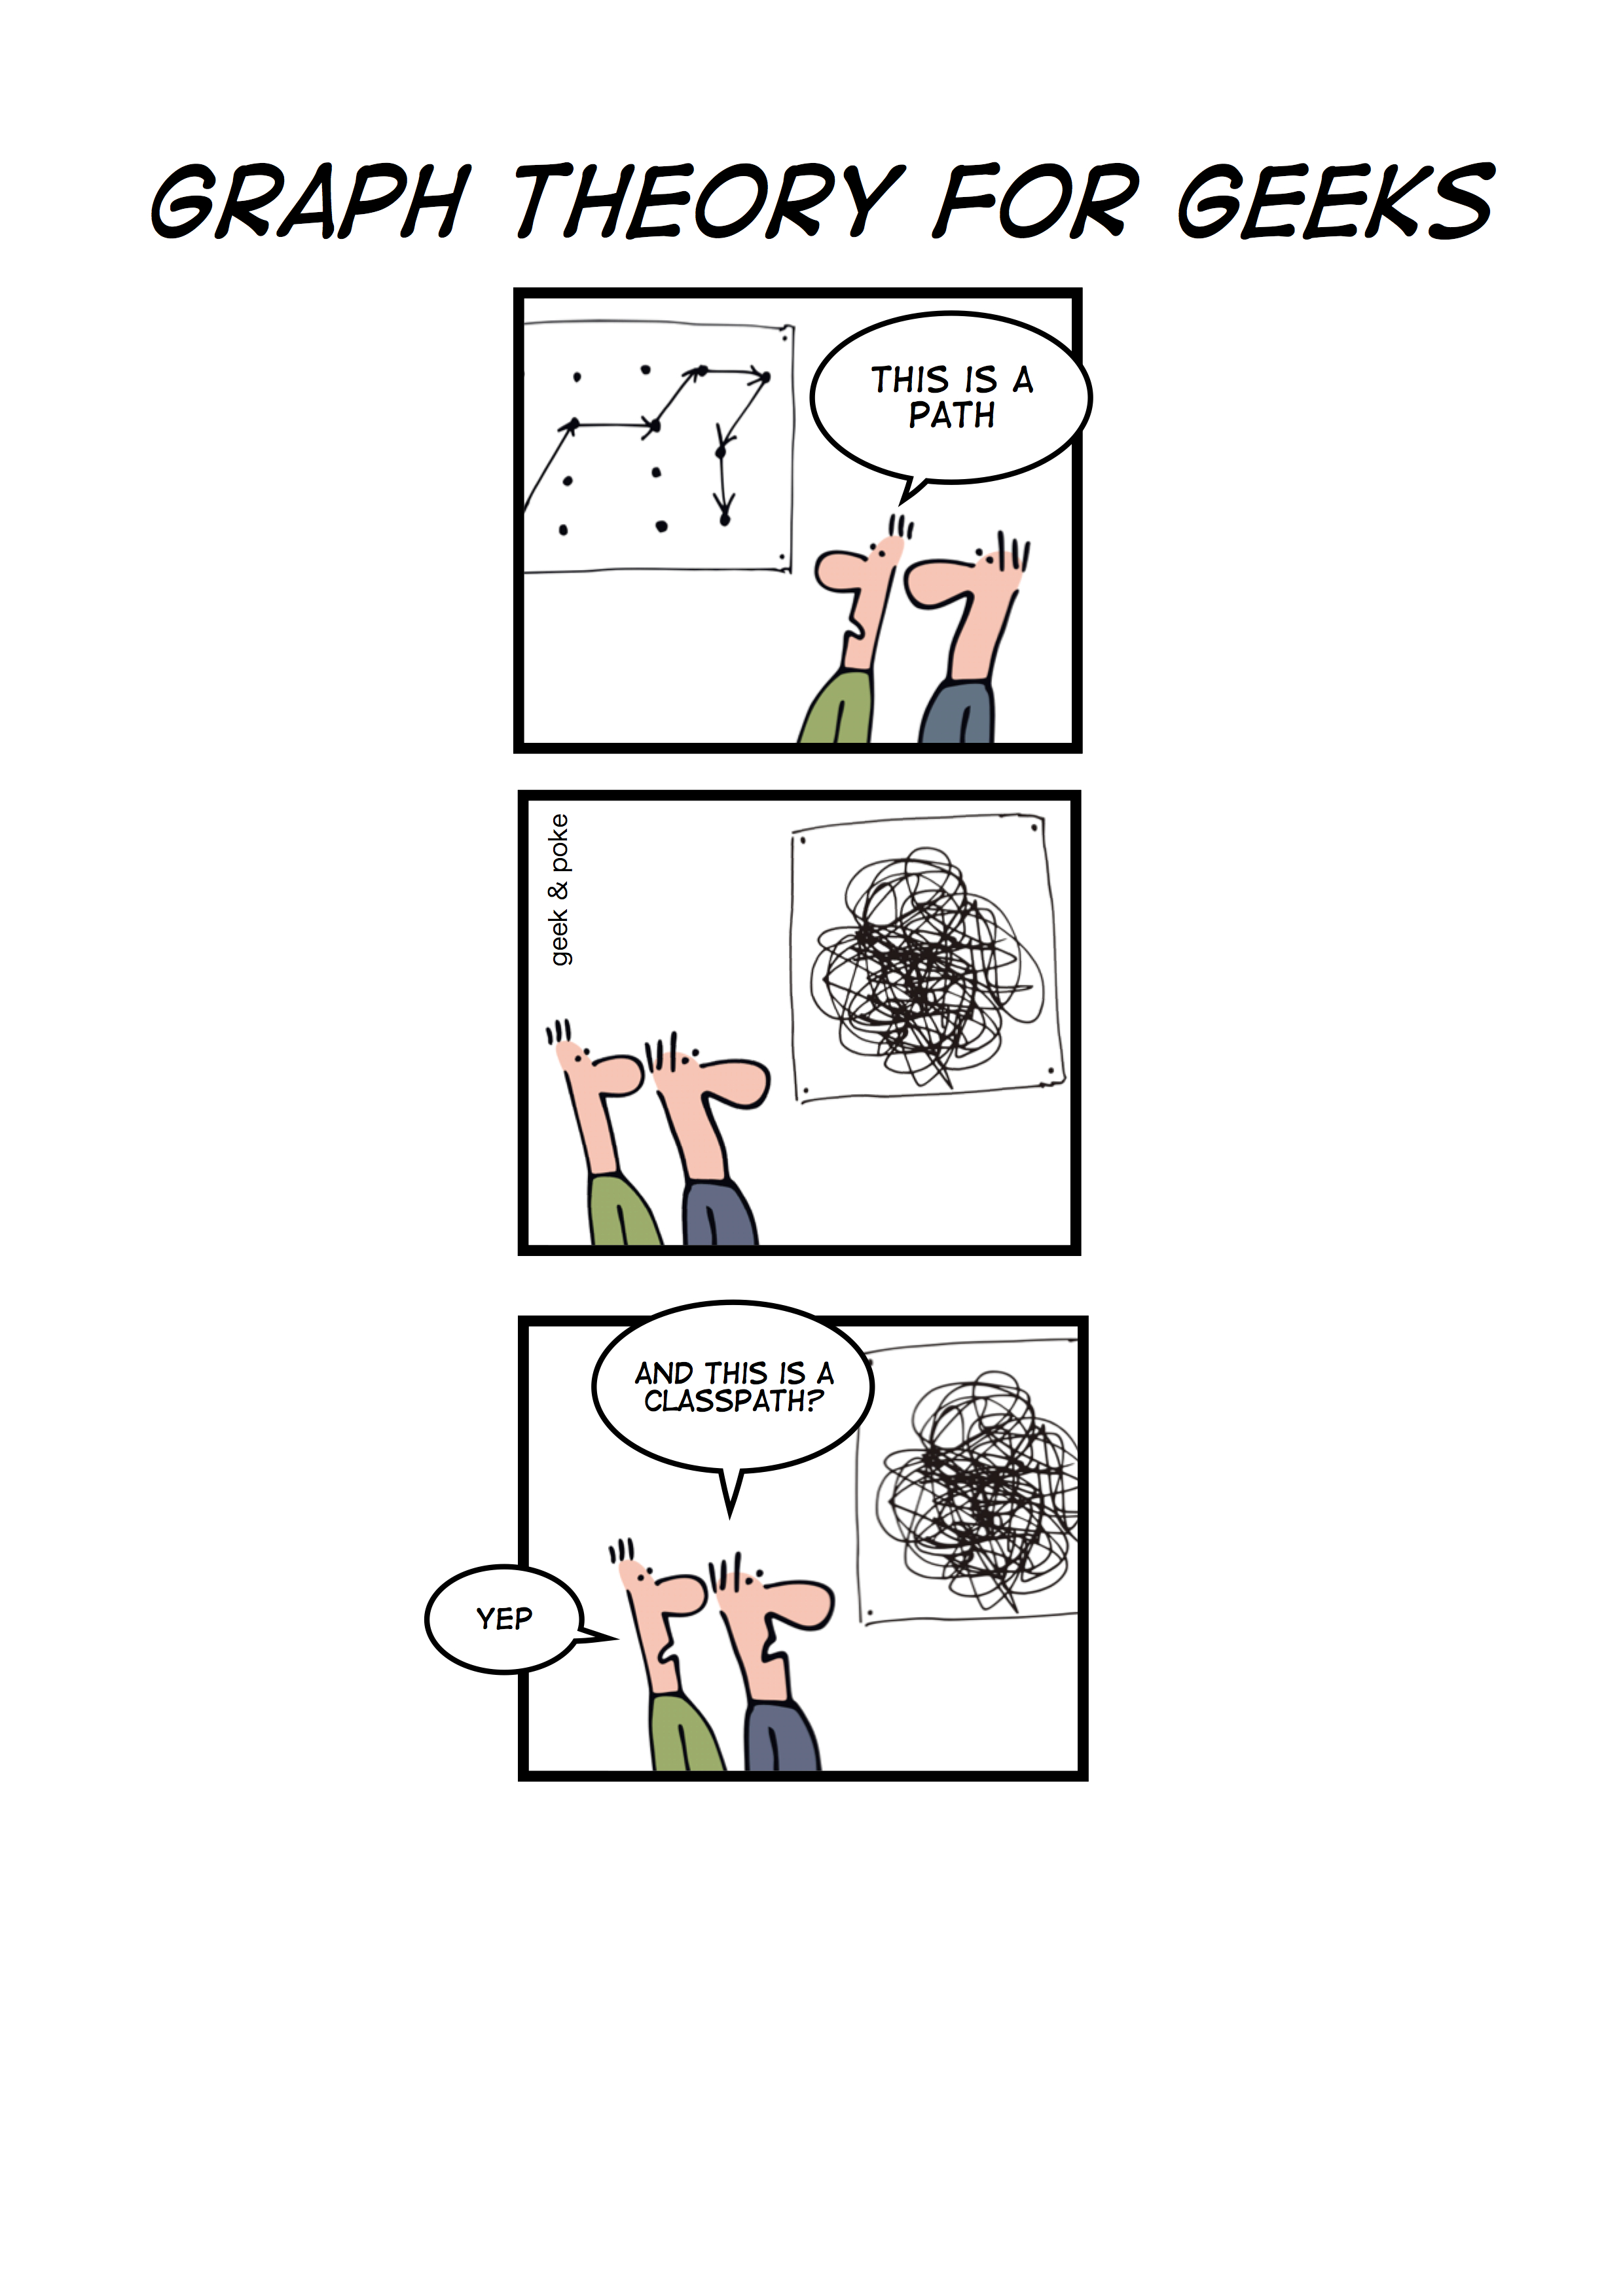 GRAPH THEORY FOR GEEKS
THIS IS A
PATH
geek & poke
AND THIS IS A
CLASSPATH?
YEP